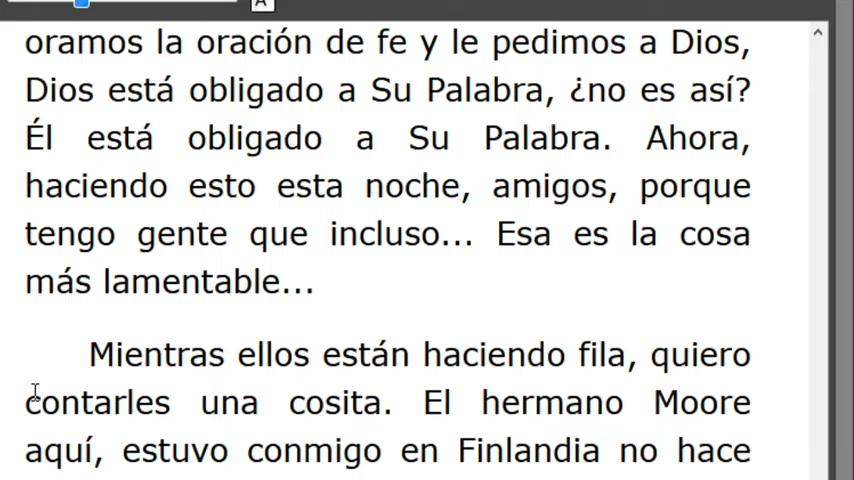 A
oramos la oración de fe y le pedimos a Dios,
Dios está obligado a Su Palabra, ¿no es así?
Él está obligado a Su Palabra. Ahora,
haciendo esto esta noche, amigos, porque
tengo gente que incluso... Esa es la cosa
más lamentable...
Mientras ellos están haciendo fila, quiero
contarles una cosita. El hermano Moore
aquí, estuvo conmigo en Finlandia no hace